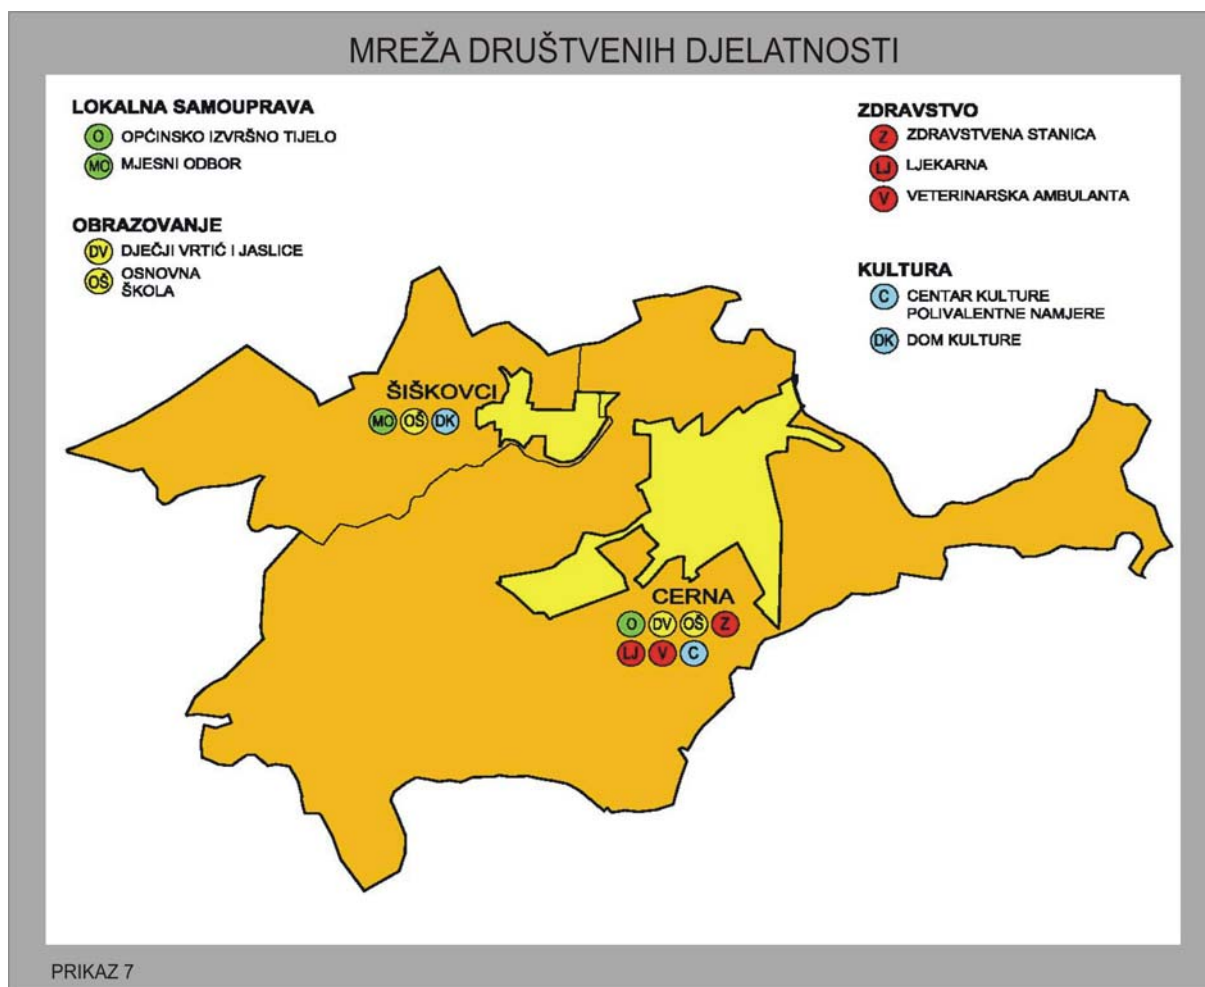 MREŽA DRUŠTVENIH DJELATNOSTI
LOKALNA SAMOUPRAVA
O OPĆINSKO IZVRŠNO TIJELO
MO MJESNI ODBOR
OBRAZOVANJE
DV DJEČJI VRTIĆ I JASLICE
OŠ OSNOVNA
ŠKOLA
ZDRAVSTVO
Z ZDRAVSTVENA STANICA
LJ LJEKARNA
V VETERINARSKA AMBULANTA
KULTURA
C CENTAR KULTURE
POLIVALENTNE NAMJERE
DK DOM KULTURE
ŠIŠKOVCI
MO OŠ DK
CERNA
O DV OŠ Z
LJ V C
PRIKAZ 7